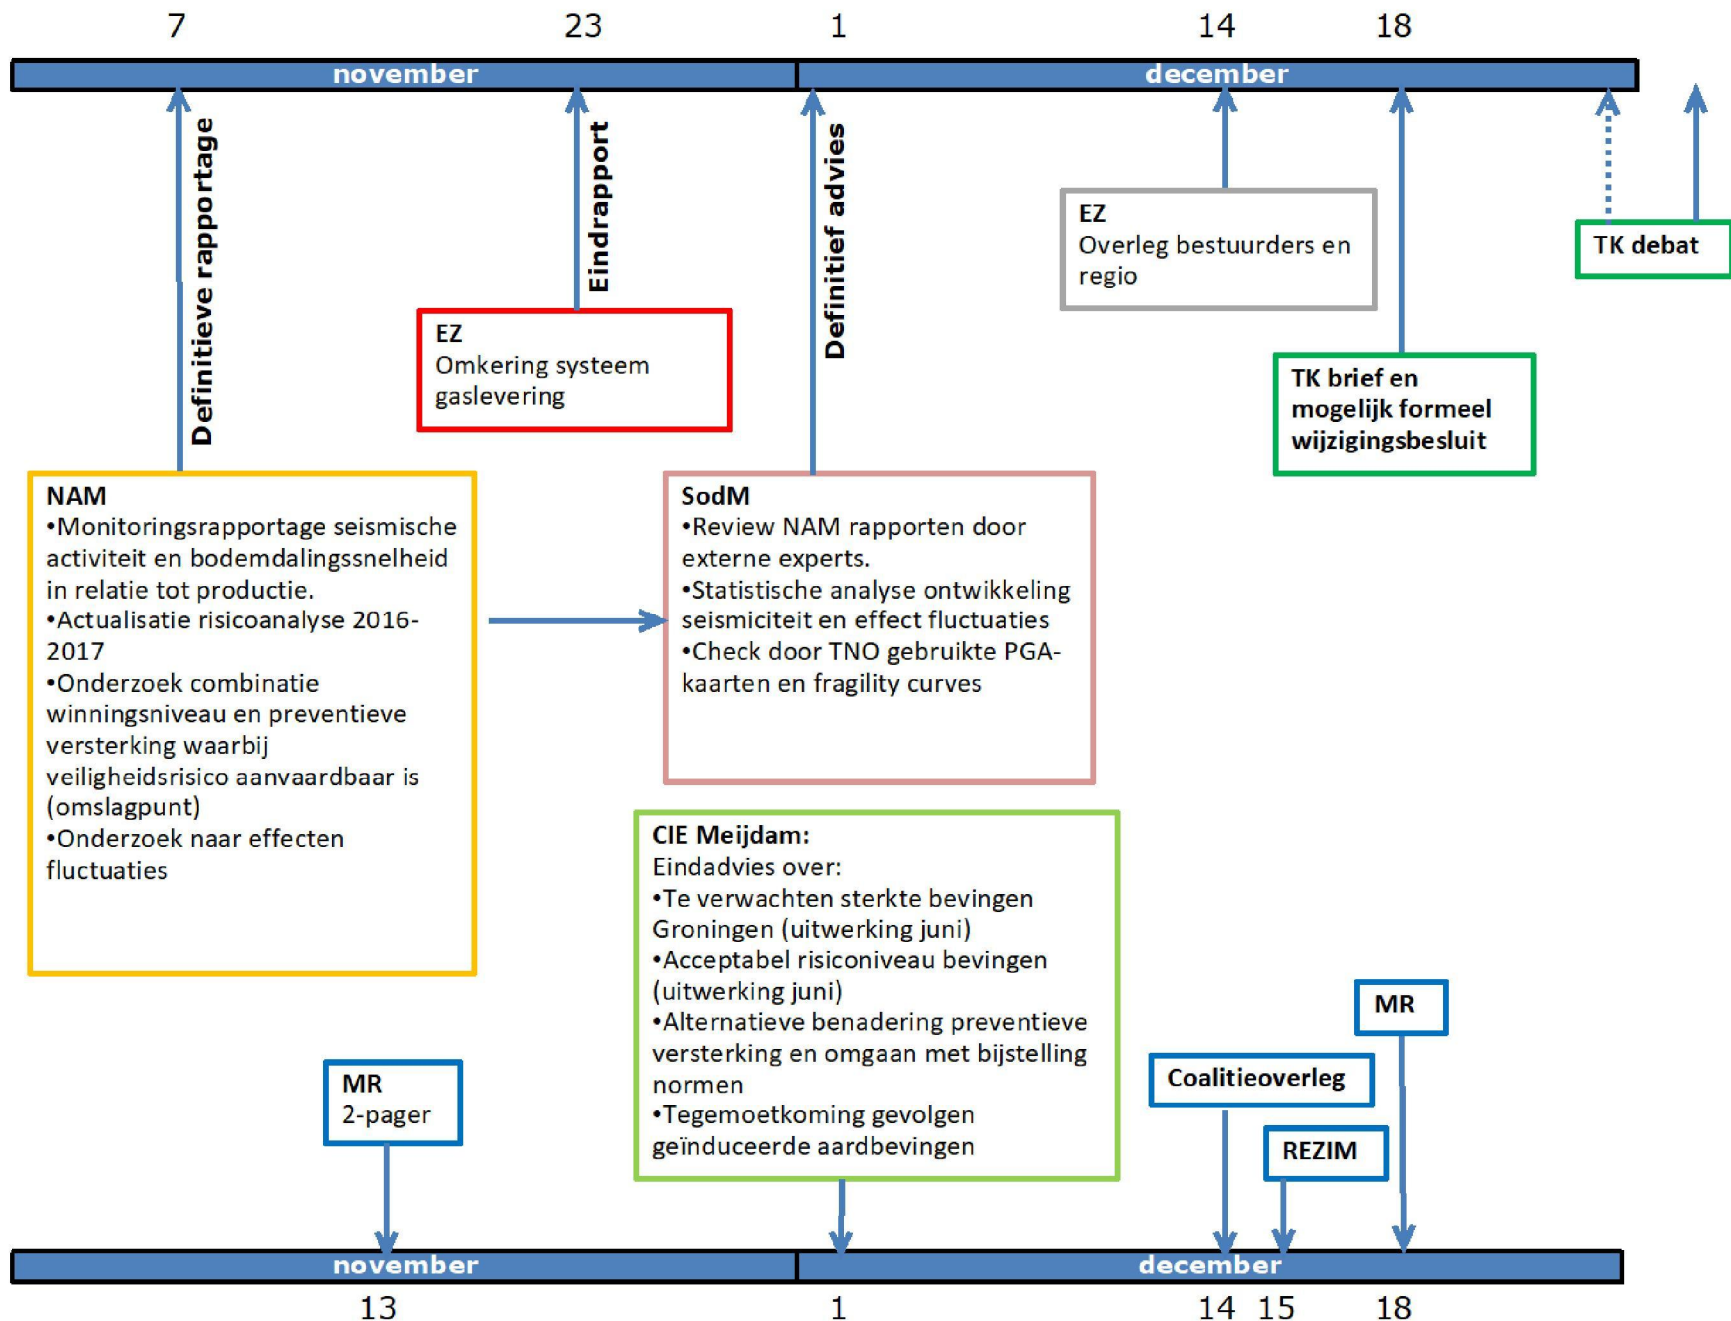 7 23 1 14 18
november december
Definitieve rapportage
Eindrapport
Definitief advies
EZ
Omkering systeem
gaslevering
EZ
Overleg bestuurders en
regio
TK debat
TK brief en
mogelijk formeel
wijzigingsbesluit
NAM
•Monitoringsrapportage seismische
activiteit en bodemdalingssnelheid
in relatie tot productie.
•Actualisatie risicoanalyse 2016-
2017
•Onderzoek combinatie
winningsniveau en preventieve
versterking waarbij
veiligheidsrisico aanvaardbaar is
(omslagpunt)
•Onderzoek naar effecten
fluctuaties
SodM
•Review NAM rapporten door
externe experts.
•Statistische analyse ontwikkeling
seismiciteit en effect fluctuaties
•Check door TNO gebruikte PGA-
kaarten en fragility curves
CIE Meijdam:
Eindadvies over:
•Te verwachten sterkte bevingen
Groningen (uitwerking juni)
•Acceptabel risiconiveau bevingen
(uitwerking juni)
•Alternatieve benadering preventieve
versterking en omgaan met bijstelling
normen
•Tegemoetkoming gevolgen
geïnduceerde aardbevingen
MR
2-pager
MR
Coalitieoverleg
REZIM
november december
13 1 14 15 18